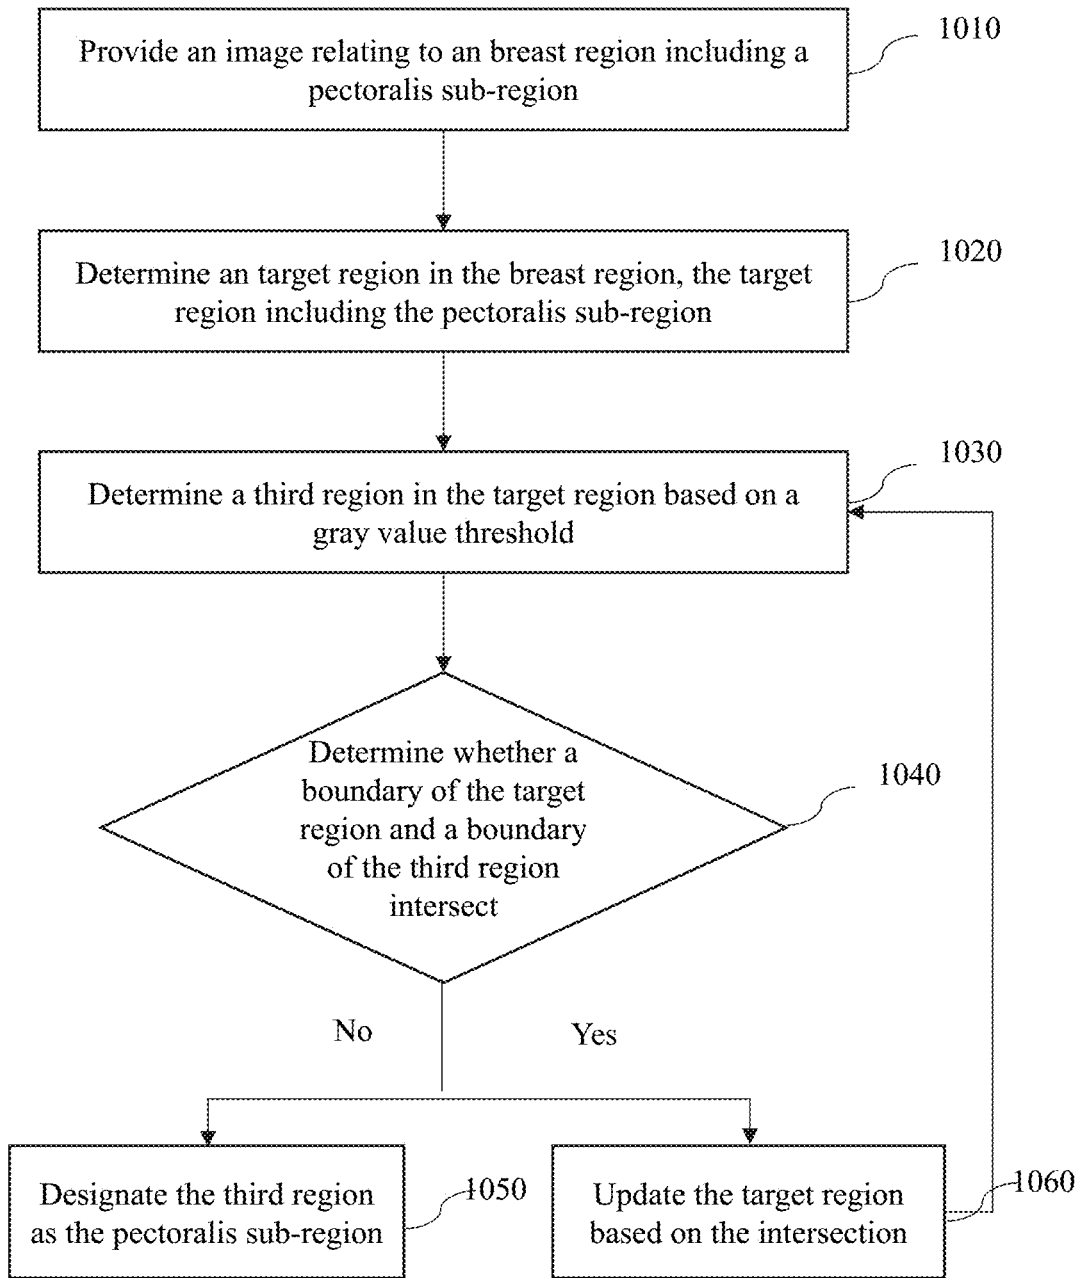 1010
Provide an image relating to an breast region including a
pectoralis sub-region
1020
Determine an target region in the breast region, the target
region including the pectoralis sub-region
1030
Determine a third region in the target region based on a
gray value threshold
Determine whether a
boundary of the target
region and a boundary
of the third region
intersect
1040
No
Yes
Designate the third region
as the pectoralis sub-region
1050
Update the target region
based on the intersection
1060